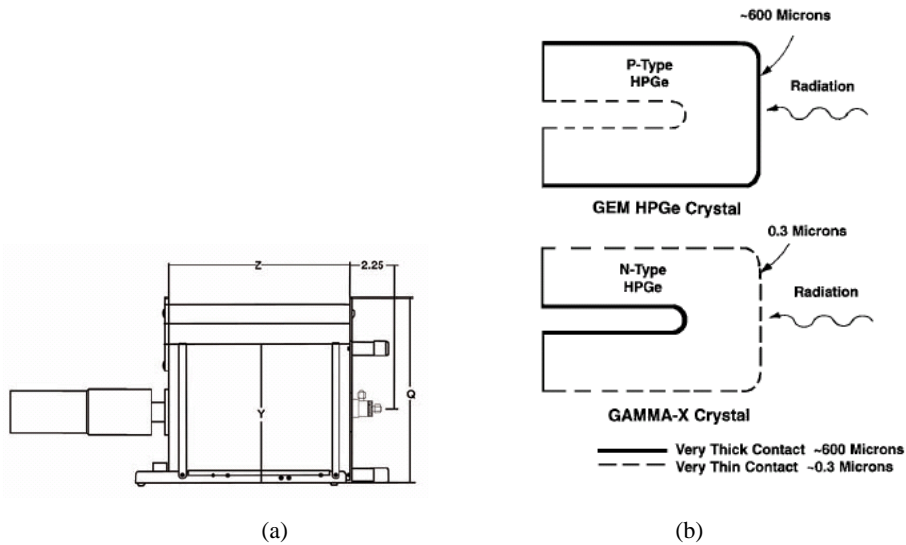 ~600 Microns
P-Type
HPGe
Radiation
GEM HPGe Crystal
0.3 Microns
Z
2.25
N-Type
HPGe
Radiation
Y
Q
GAMMA-X Crystal
Very Thick Contact ~600 Microns
Very Thin Contact ~0.3 Microns
(a)
(b)